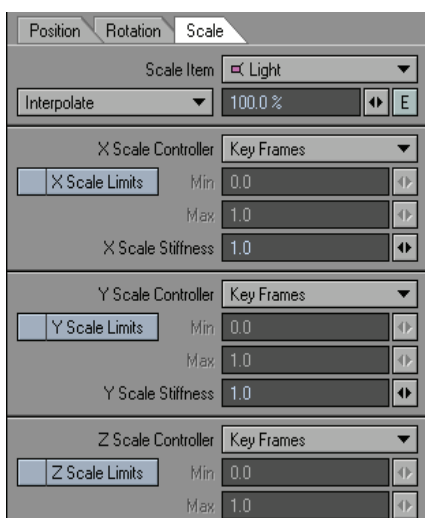 Position Rotation Scale
Scale Item Light
Interpolate 100.0 % E
X Scale Controller Key Frames
X Scale Limits Min 0.0
Max 1.0
X Scale Stiffness 1.0
Y Scale Controller Key Frames
Y Scale Limits Min 0.0
Max 1.0
Y Scale Stiffness 1.0
Z Scale Controller Key Frames
Z Scale Limits Min 0.0
Max 1.0